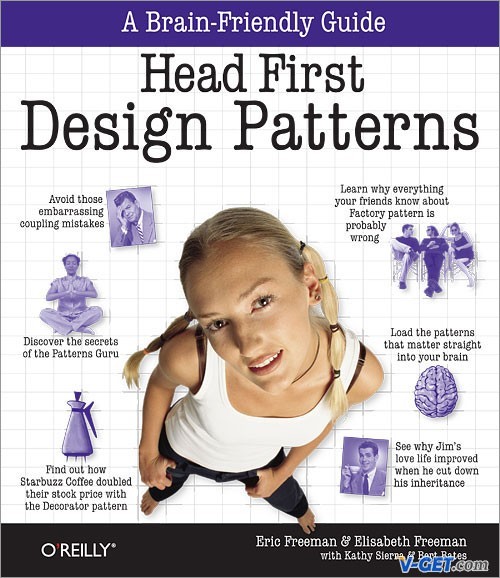 A Brain-Friendly Guide
Head First
Design Patterns
Avoid those
embarrassing
coupling mistakes
Learn why everything
your friends know about
Factory pattern is
probably
wrong
Discover the secrets
of the Patterns Guru
Load the patterns
that matter straight
into your brain
Find out how
Starbuzz Coffee doubled
their stock price with
the Decorator pattern
See why Jim's
love life improved
when he cut down
his inheritance
O'REILLY®
Eric Freeman & Elisabeth Freeman
with Kathy Sierra & Bert Bates
V-GET.com